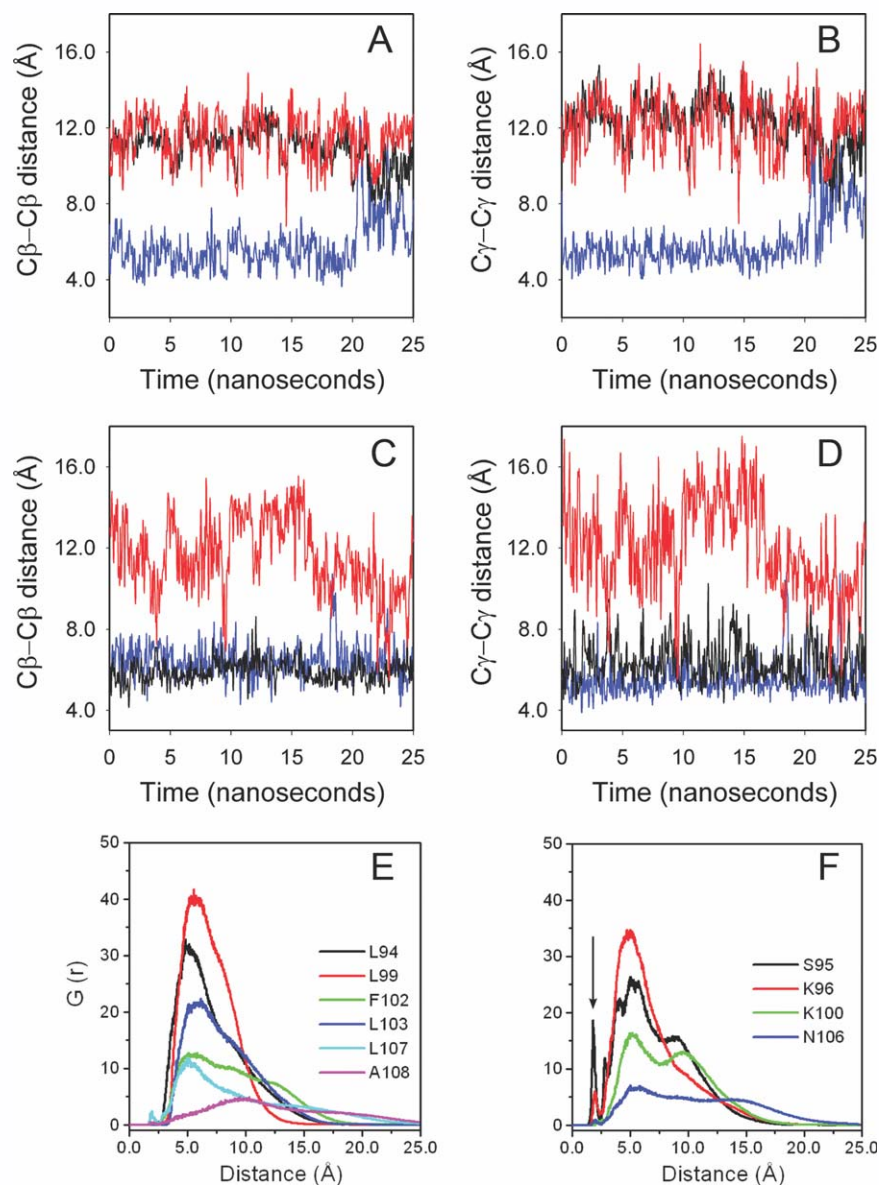 A
Cβ–Cβ distance (Å)
16.0
12.0
8.0
4.0
0 5 10 15 20 25
Time (nanoseconds)
B
Cγ–Cγ distance (Å)
16.0
12.0
8.0
4.0
0 5 10 15 20 25
Time (nanoseconds)
C
Cβ–Cβ distance (Å)
16.0
12.0
8.0
4.0
0 5 10 15 20 25
Time (nanoseconds)
D
Cγ–Cγ distance (Å)
16.0
12.0
8.0
4.0
0 5 10 15 20 25
Time (nanoseconds)
E
G (r)
50
40
30
20
10
0
L94
L99
F102
L103
L107
A108
0.0 5.0 10.0 15.0 20.0 25.0
Distance (Å)
F
50
40
30
20
10
0
S95
K96
K100
N106
0.0 5.0 10.0 15.0 20.0 25.0
Distance (Å)